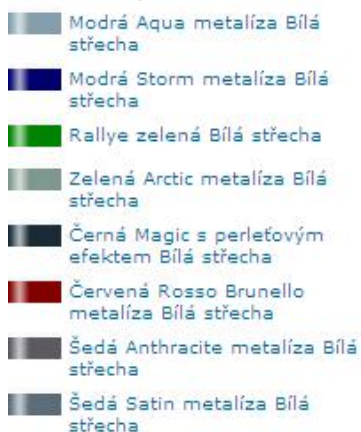 Modrá Aqua metalíza Bílá
střecha
Modrá Storm metalíza Bílá
střecha
Rallye zelená Bílá střecha
Zelená Arctic metalíza Bílá
střecha
Černá Magic s perleťovým
efektem Bílá střecha
Červená Rosso Brunello
metalíza Bílá střecha
Šedá Anthracite metalíza Bílá
střecha
Šedá Satin metalíza Bílá
střecha